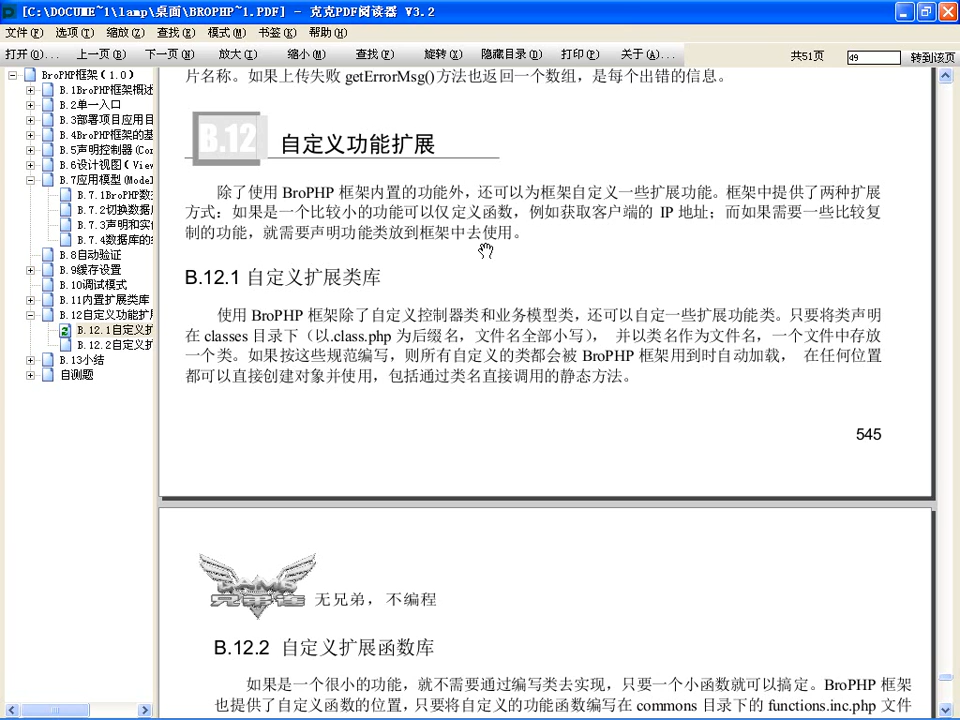 [C:\DOCUME~1\lamp\桌面\BROPHP~1.PDF] - 克克PDF阅读器 V3.2
文件(F) 选项(T) 缩放(Z) 查找(E) 模式(M) 书签(K) 帮助(H)
打开(O)... 上一页(B) 下一页(N) 放大(I) 缩小(M) 查找(F) 旋转(X) 隐藏目录(D) 打印(P) 关于(A)... 共51页 49 转到该页
BroPHP框架(1.0)
B.1BroPHP框架概述
B.2单一入口
B.3部署项目应用目
B.4BroPHP框架的基
B.5声明控制器(Con
B.6设计视图(View
B.7应用模型(Model
B.7.1BroPHP数
B.7.2切换数据
B.7.3声明和实
B.7.4数据库的
B.8自动验证
B.9缓存设置
B.10调试模式
B.11内置扩展类库
B.12自定义功能扩
B.12.1自定义扩
B.12.2自定义扩
B.13小结
自测题
片名称。如果上传失败 getErrorMsg()方法也返回一个数组，是每个出错的信息。
B.12 自定义功能扩展
除了使用 BroPHP 框架内置的功能外，还可以为框架自定义一些扩展功能。框架中提供了两种扩展
方式：如果是一个比较小的功能可以仅定义函数，例如获取客户端的 IP 地址；而如果需要一些比较复
制的功能，就需要声明功能类放到框架中去使用。
B.12.1 自定义扩展类库
使用 BroPHP 框架除了自定义控制器类和业务模型类，还可以自定一些扩展功能类。只要将类声明
在 classes 目录下（以.class.php 为后缀名，文件名全部小写）， 并以类名作为文件名，一个文件中存放
一个类。如果按这些规范编写，则所有自定义的类都会被 BroPHP 框架用到时自动加载， 在任何位置
都可以直接创建对象并使用，包括通过类名直接调用的静态方法。
545
兄弟连 无兄弟，不编程
B.12.2 自定义扩展函数库
如果是一个很小的功能，就不需要通过编写类去实现，只要一个小函数就可以搞定。BroPHP 框架
也提供了自定义函数的位置，只要将自定义的功能函数编写在 commons 目录下的 functions.inc.php 文件